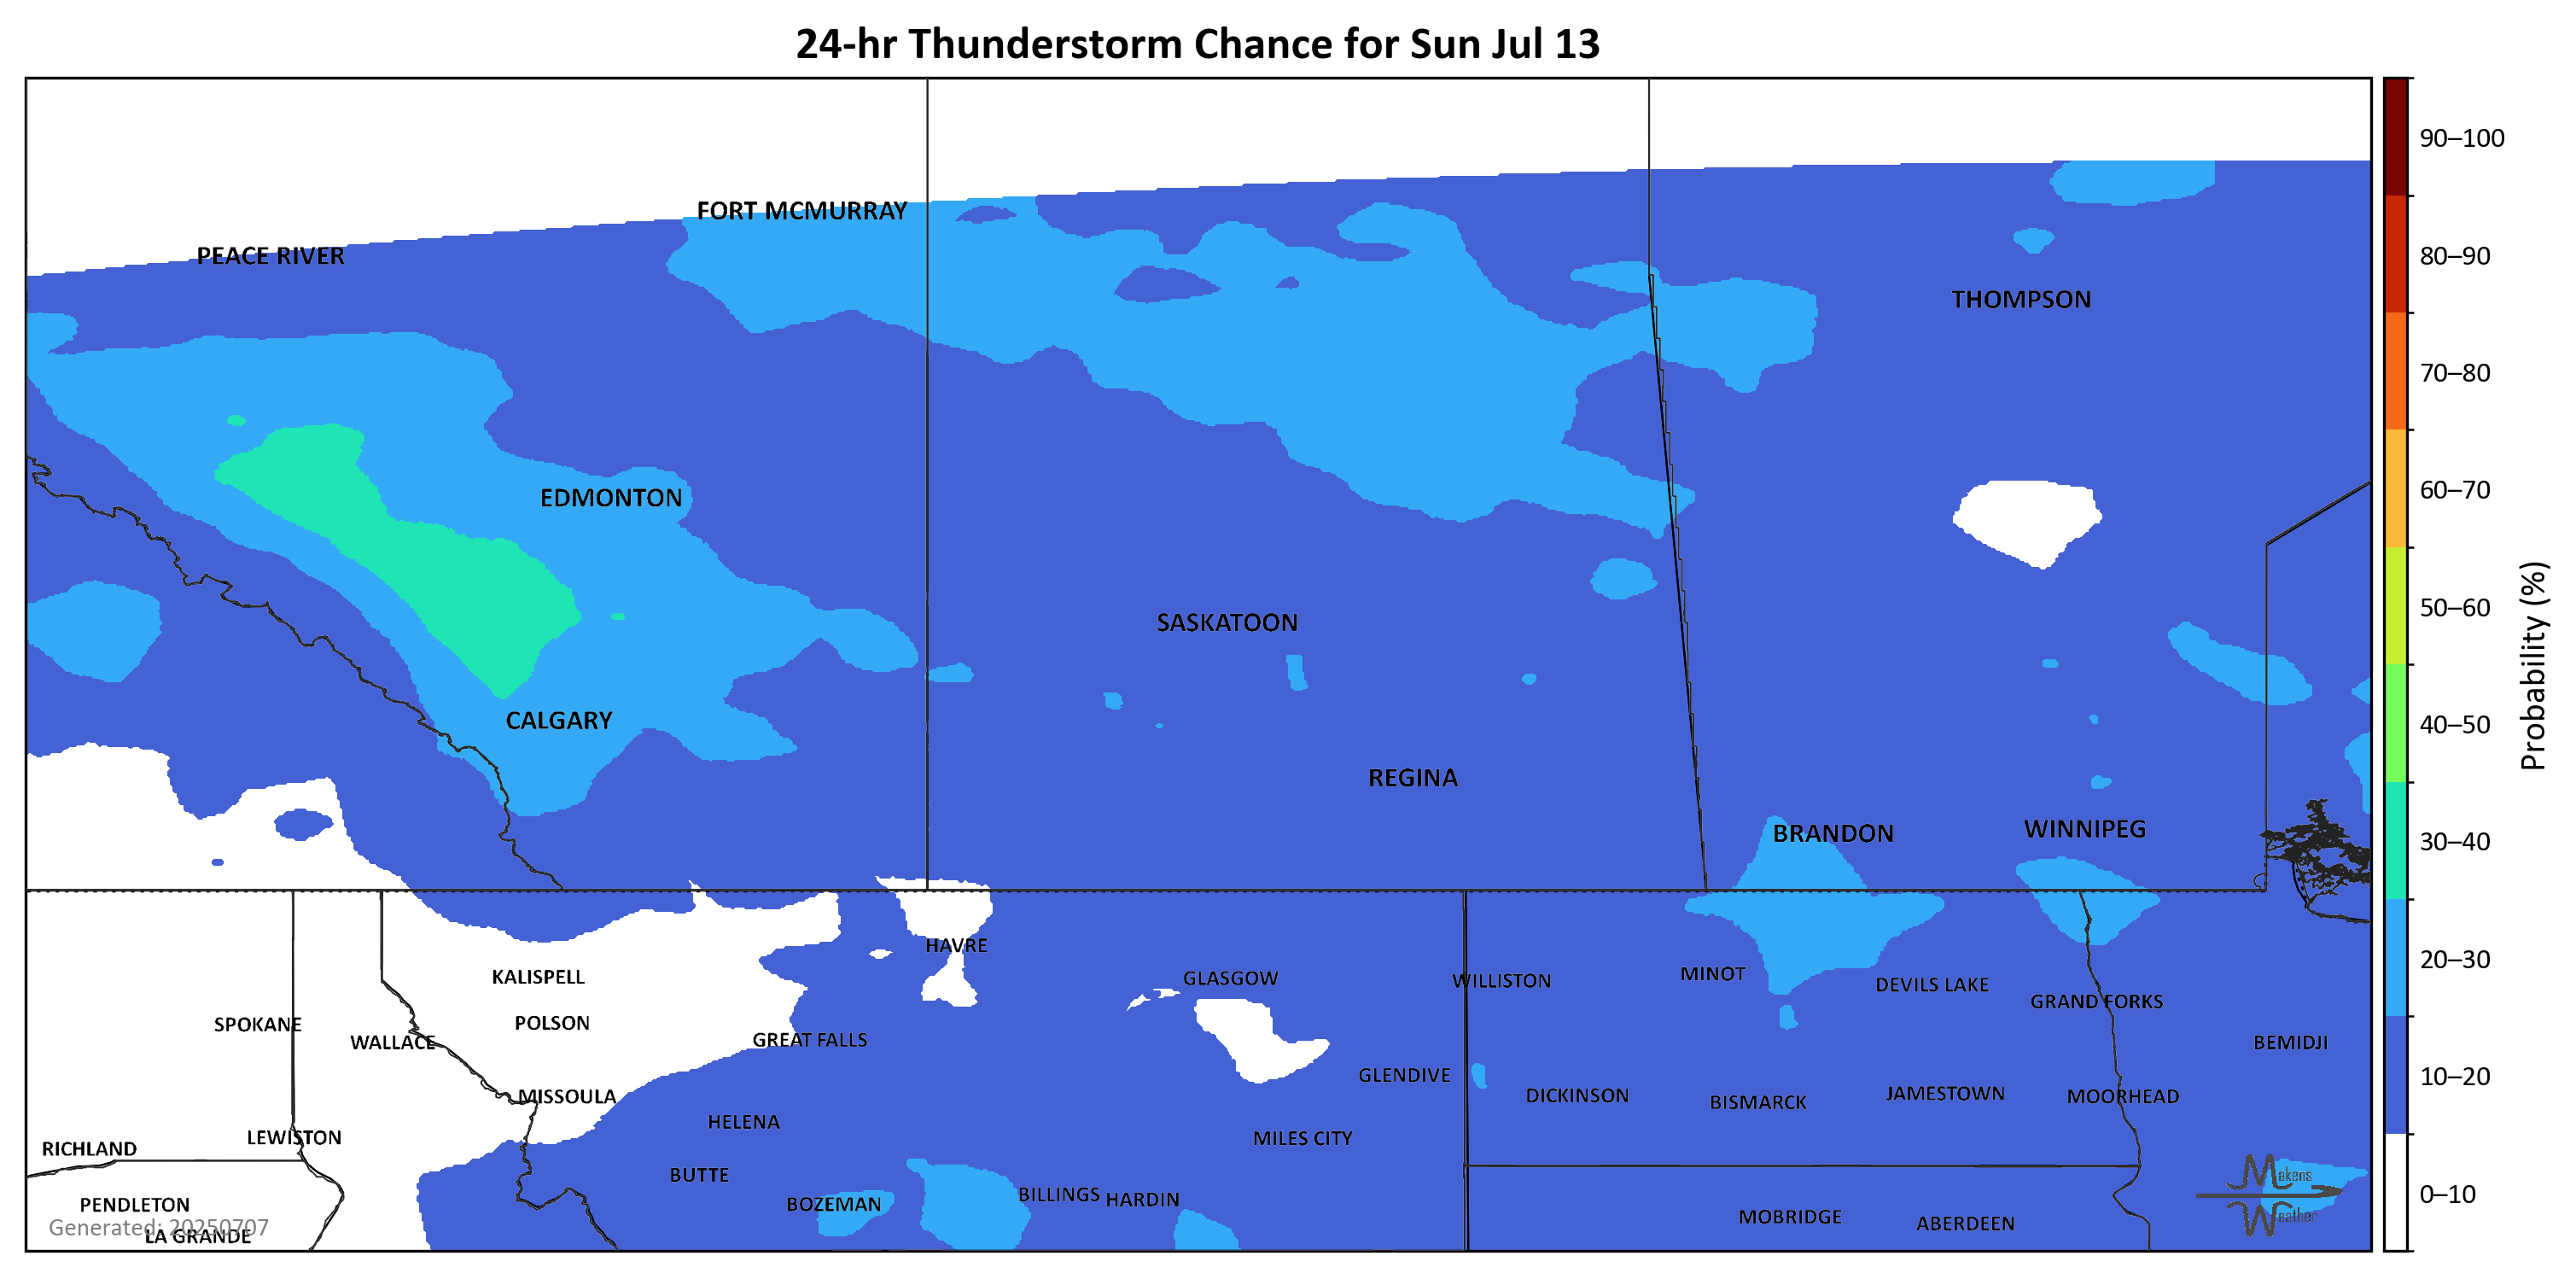 24-hr Thunderstorm Chance for Sun Jul 13
FORT MCMURRAY
PEACE RIVER
THOMPSON
EDMONTON
SASKATOON
CALGARY
REGINA
BRANDON
WINNIPEG
HAVRE
KALISPELL
GLASGOW
WILLISTON
MINOT
DEVILS LAKE
GRAND FORKS
SPOKANE
POLSON
WALLACE
GREAT FALLS
BEMIDJI
GLENDIVE
MISSOULA
DICKINSON
BISMARCK
JAMESTOWN
MOORHEAD
HELENA
LEWISTON
MILES CITY
RICHLAND
BUTTE
PENDLETON
BOZEMAN
BILLINGS
HARDIN
MOBRIDGE
ABERDEEN
Generated: 20250707
LA GRANDE
Makens
Weather
90–100
80–90
70–80
60–70
50–60
40–50
30–40
20–30
10–20
0–10
Probability (%)